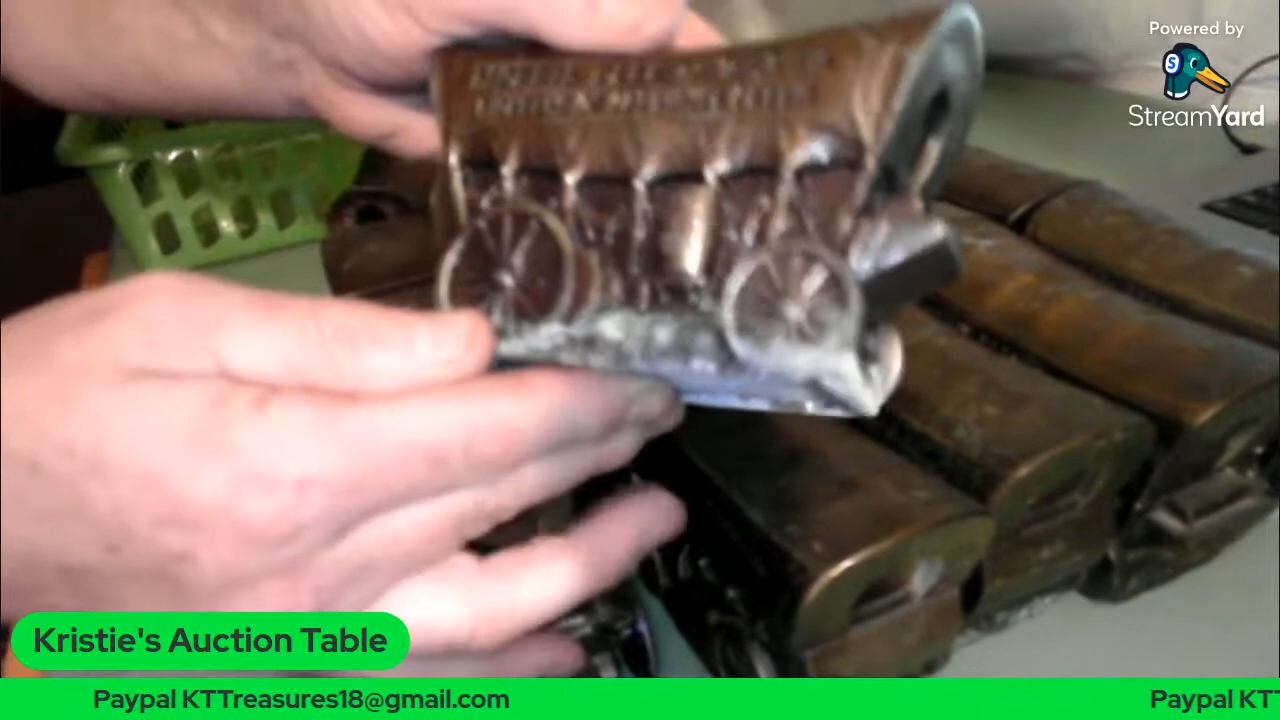 Powered by
StreamYard
Kristie's Auction Table
Paypal KTTreasures18@gmail.com
Paypal KT